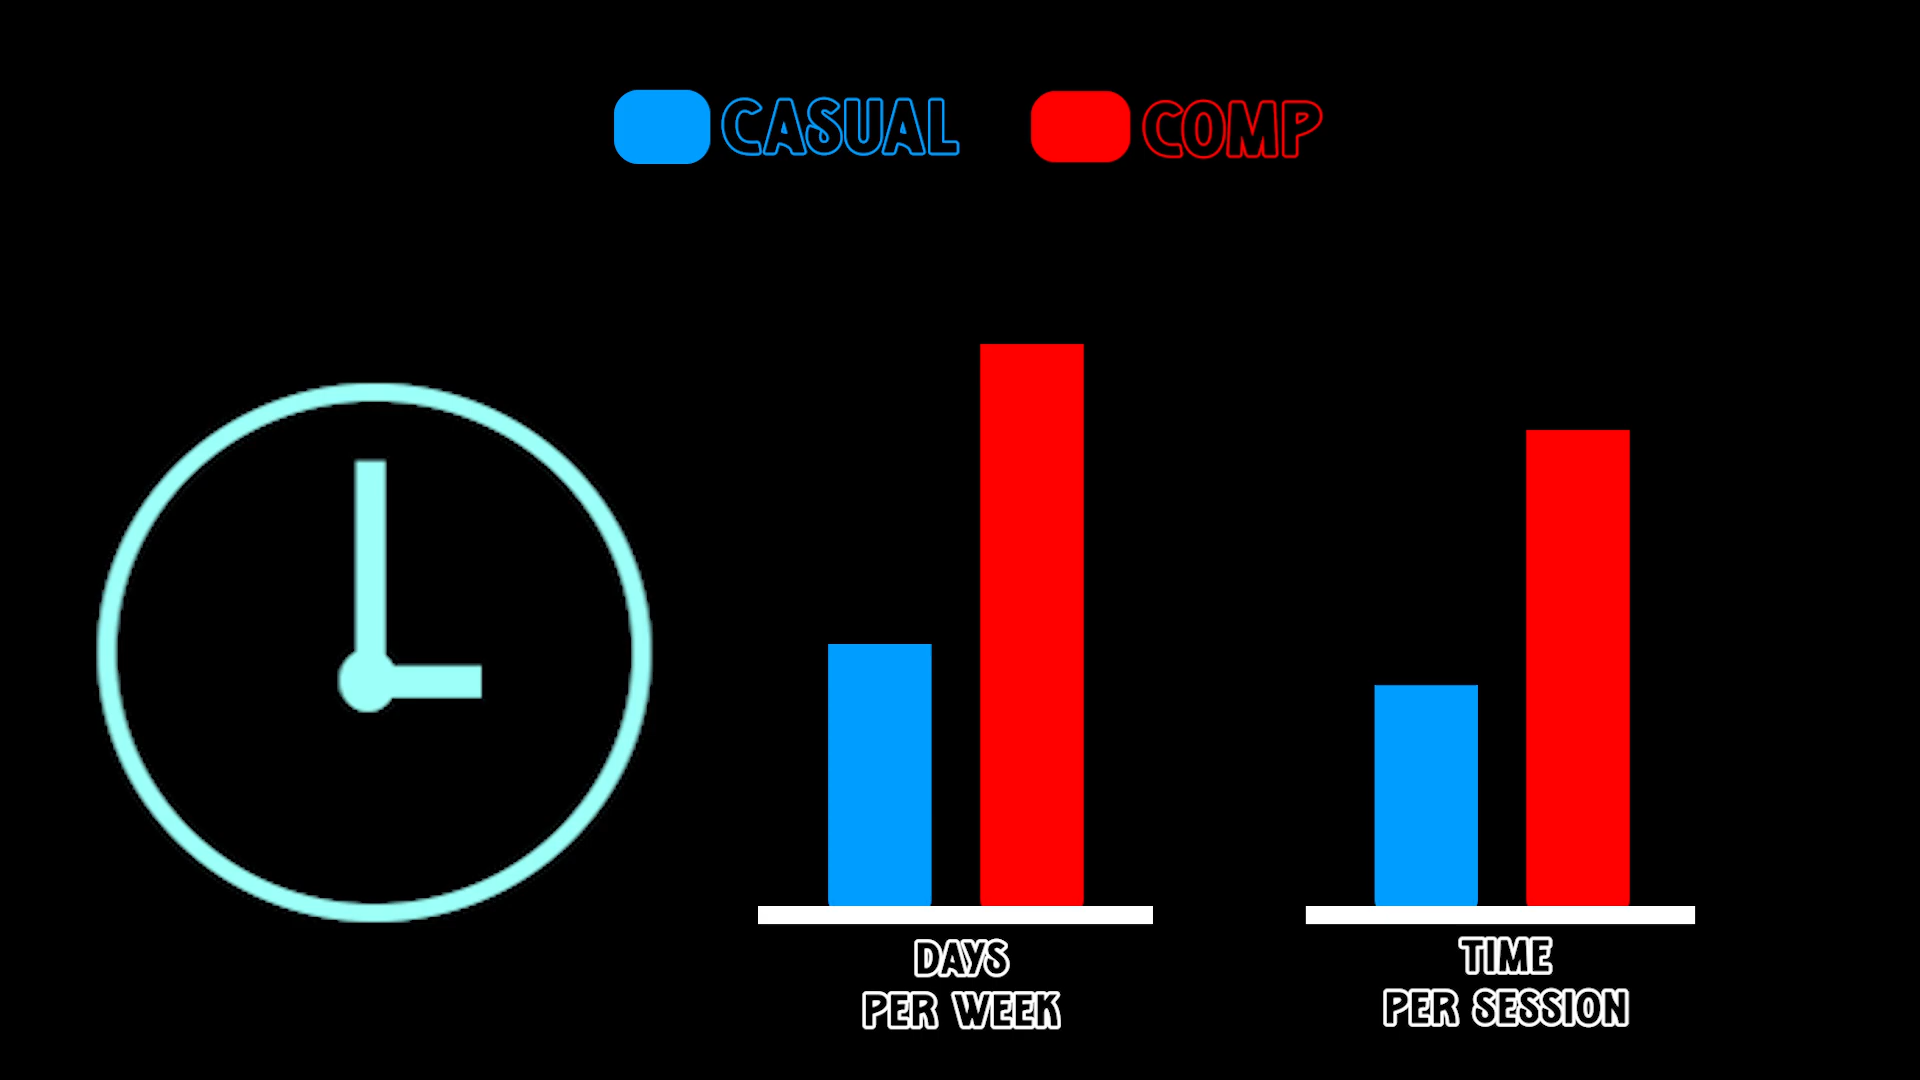 CASUAL
COMP
DAYS
PER WEEK
TIME
PER SESSION